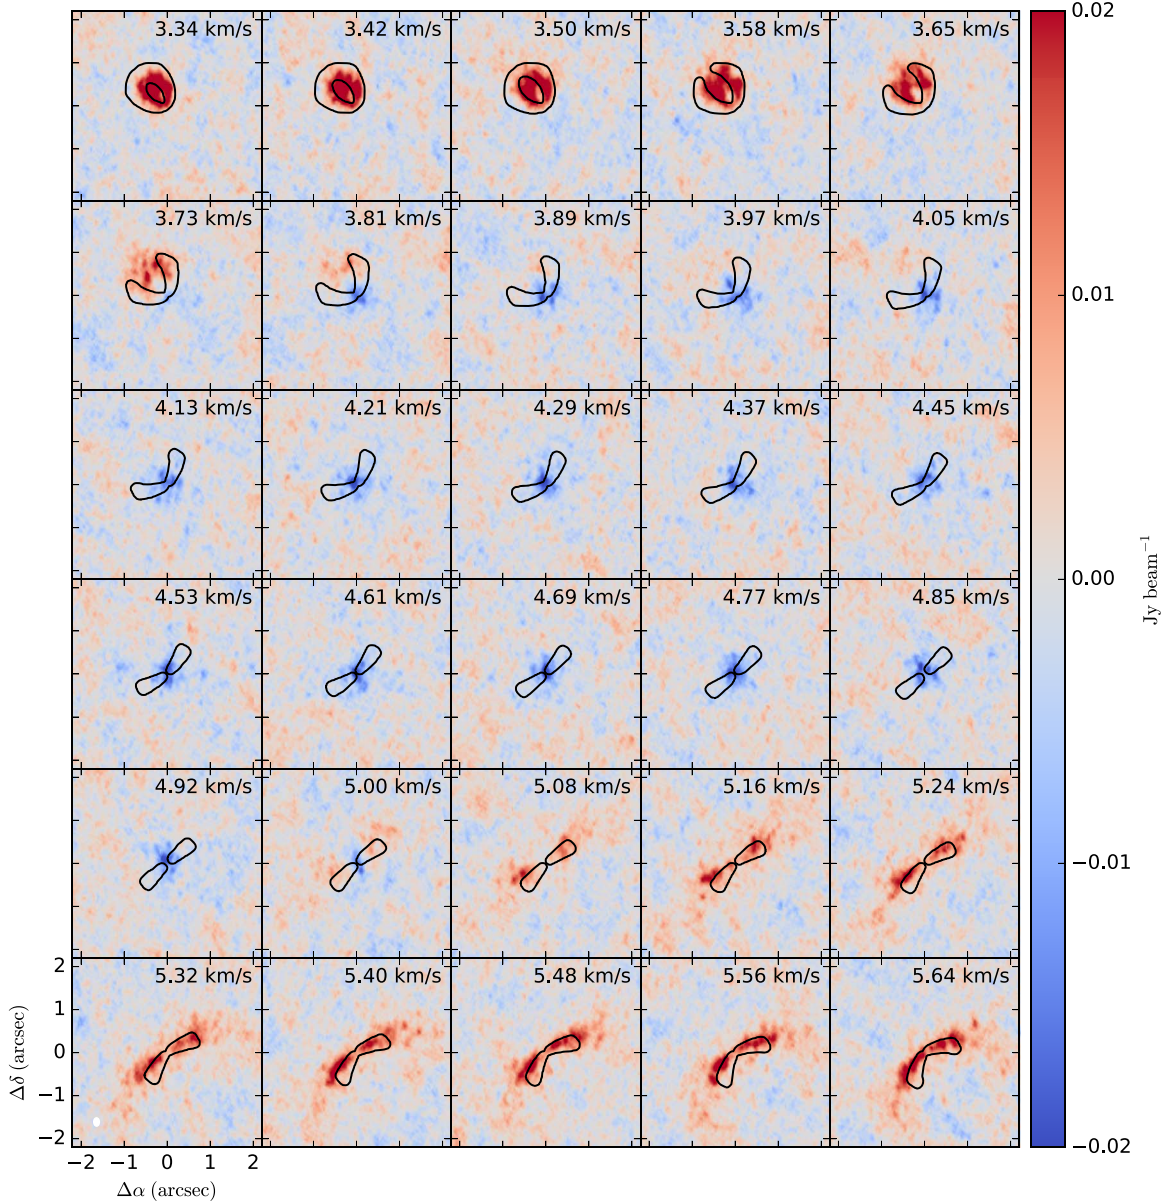 3.34 km/s 3.42 km/s 3.50 km/s 3.58 km/s 3.65 km/s
3.73 km/s 3.81 km/s 3.89 km/s 3.97 km/s 4.05 km/s
4.13 km/s 4.21 km/s 4.29 km/s 4.37 km/s 4.45 km/s
4.53 km/s 4.61 km/s 4.69 km/s 4.77 km/s 4.85 km/s
4.92 km/s 5.00 km/s 5.08 km/s 5.16 km/s 5.24 km/s
5.32 km/s 5.40 km/s 5.48 km/s 5.56 km/s 5.64 km/s
2
1
0
−1
−2
Δδ (arcsec)
−2 −1 0 1 2
Δα (arcsec)
0.02
0.01
0.00
−0.01
−0.02
Jy beam⁻¹